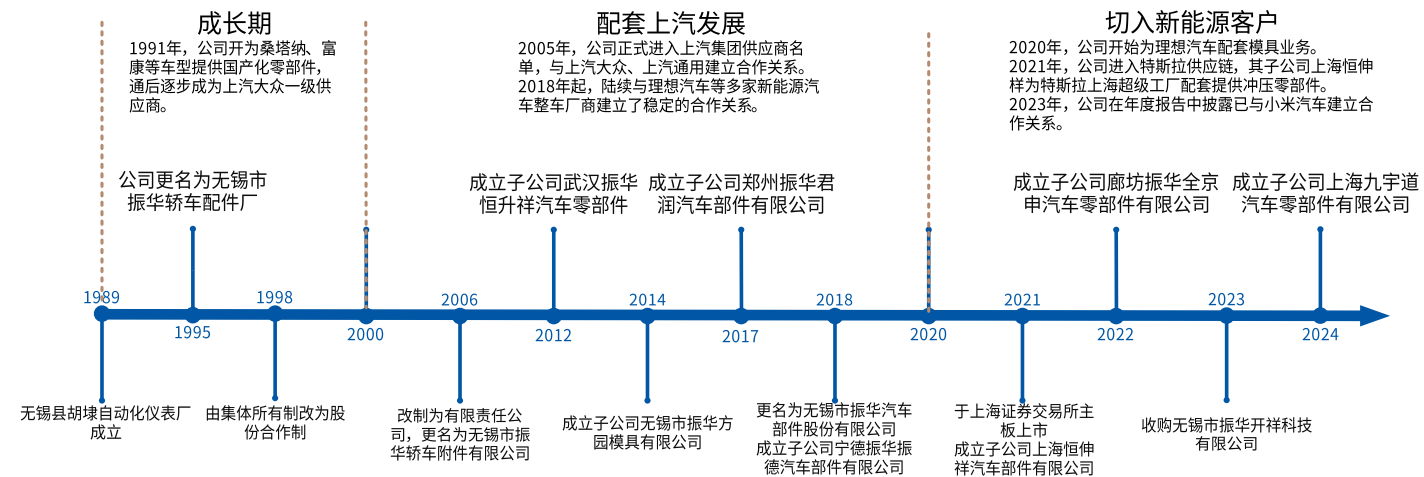 成长期
1991年，公司开为桑塔纳、富
康等车型提供国产化零部件，
通后逐步成为上汽大众一级供
应商。
配套上汽发展
2005年，公司正式进入上汽集团供应商名
单，与上汽大众、上汽通用建立合作关系。
2018年起，陆续与理想汽车等多家新能源汽
车整车厂商建立了稳定的合作关系。
切入新能源客户
2020年，公司开始为理想汽车配套模具业务。
2021年，公司进入特斯拉供应链，其子公司上海恒伸
样为特斯拉上海超级工厂配套提供冲压零部件。
2023年，公司在年度报告中披露已与小米汽车建立合
作关系。
公司更名为无锡市
振华轿车配件厂
成立子公司武汉振华
恒升祥汽车零部件
成立子公司郑州振华君
润汽车部件有限公司
成立子公司廊坊振华全京
申汽车零部件有限公司
成立子公司上海九宇道
汽车零部件有限公司
1989
1995
1998
2000
2006
2012
2014
2017
2018
2020
2021
2022
2023
2024
无锡县胡埭自动化仪表厂
成立
由集体所有制改为股
份合作制
改制为有限责任公
司，更名为无锡市振
华轿车附件有限公司
成立子公司无锡市振华方
园模具有限公司
更名为无锡市振华汽车
部件股份有限公司
成立子公司宁德振华振
德汽车部件有限公司
于上海证券交易所主
板上市
成立子公司上海恒伸
祥汽车部件有限公司
收购无锡市振华开祥科技
有限公司